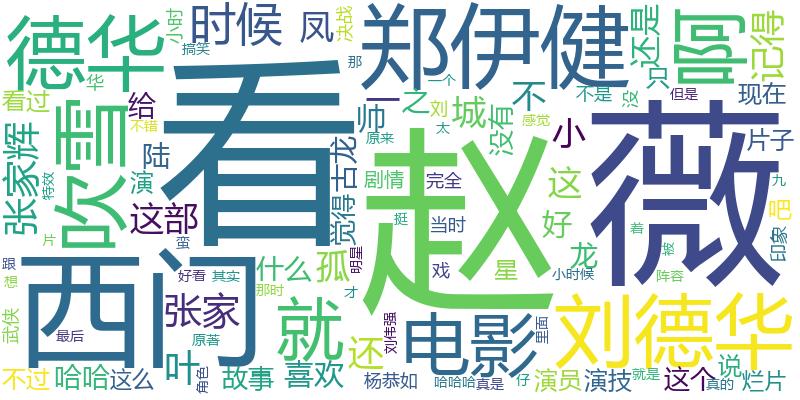 德华
时候
凤
决战
小时
搞笑
郑伊健
还是
只
啊
记得
那
一个
华
看过
给
看
一
之
刘
帅
城
不
不是
没
但是
现在
没有
太
原来
感觉
小
片子
不错
张家辉
吹雪
陆
演
古龙
觉得
剧情
完全
赵
薇
这
特效
这部
挺
当时
好
九
吧
印象
着
被
片
蛮
明星
戏
龙
星
小时候
阵容
跟
想
西门
好看
其实
什么
孤
那时
才
张家
就
武侠
原著
刘伟强
电影
里面
刘德华
最后
还
叶
说
不过
哈哈
这么
角色
故事
喜欢
杨恭如
哈哈哈
真是
仔
演员
演技
就是
这个
真的
烂片